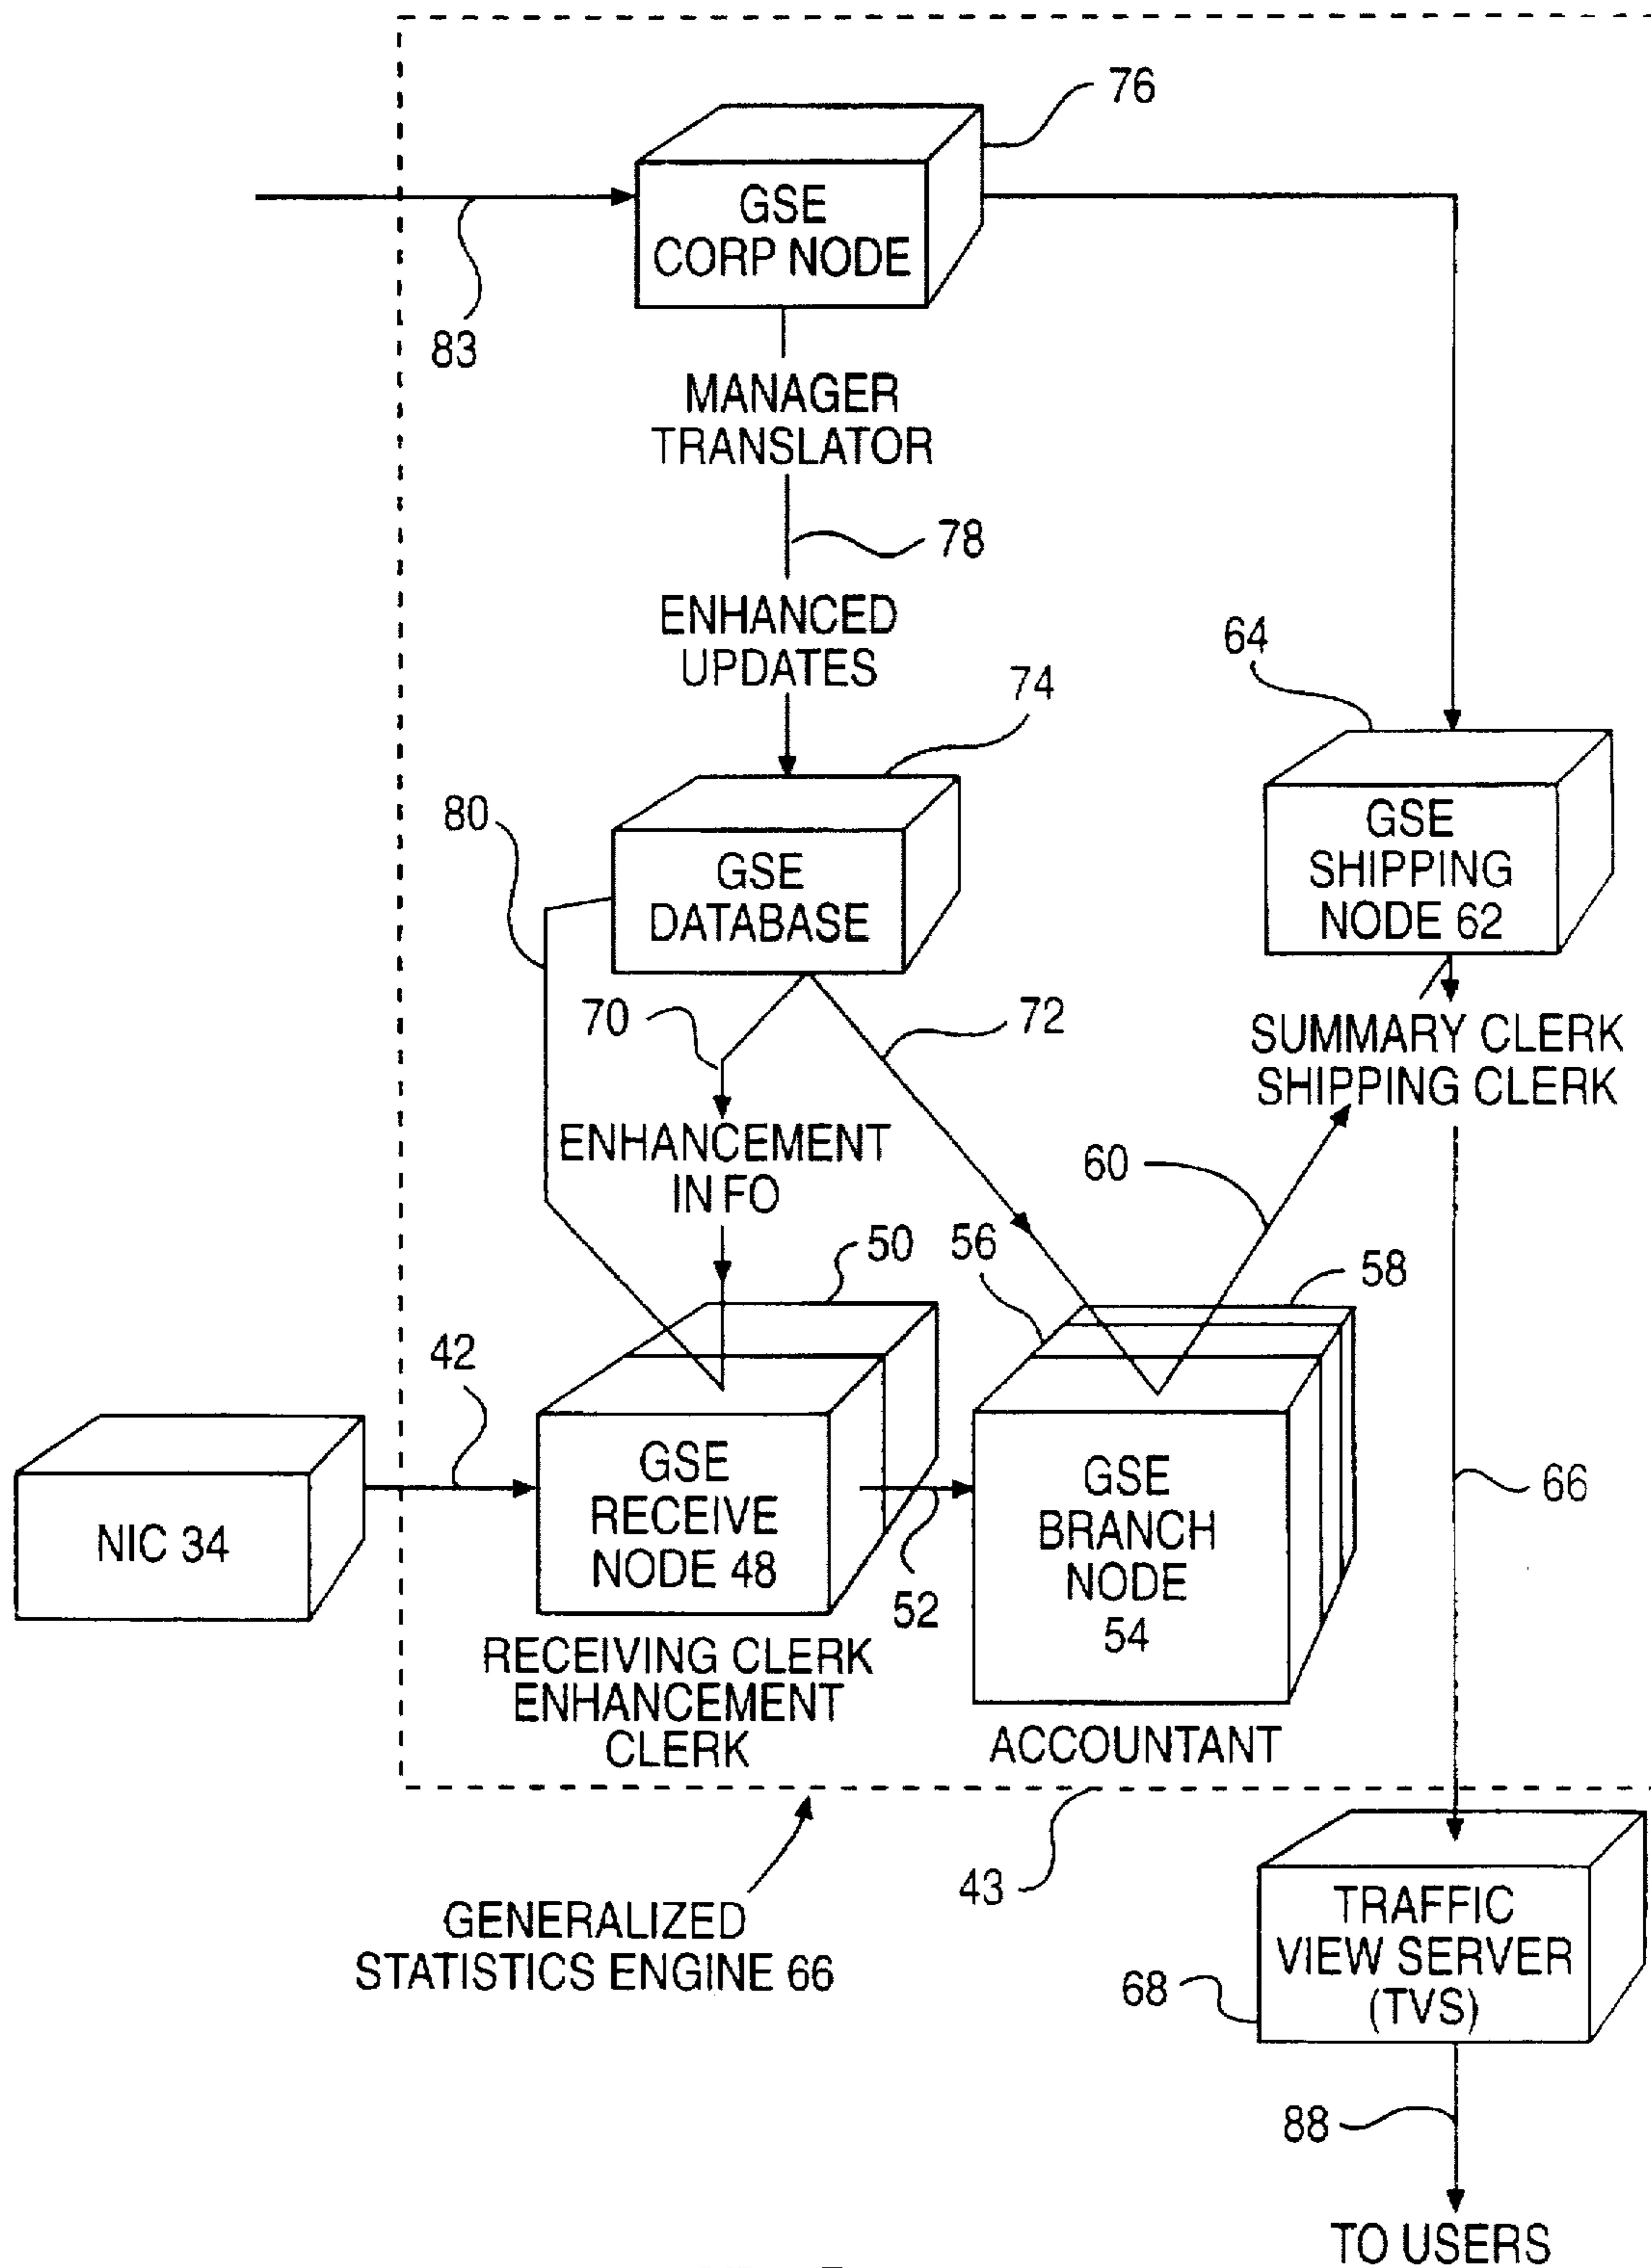 76
GSE
CORP NODE
83
MANAGER
TRANSLATOR
78
ENHANCED
UPDATES
64
74
80
GSE
DATABASE
GSE
SHIPPING
NODE 62
70
72
SUMMARY CLERK
SHIPPING CLERK
ENHANCEMENT
INFO
60
50
56
58
42
NIC 34
GSE
RECEIVE
NODE 48
52
GSE
BRANCH
NODE
54
66
RECEIVING CLERK
ENHANCEMENT
CLERK
ACCOUNTANT
43
GENERALIZED
STATISTICS ENGINE 66
68
TRAFFIC
VIEW SERVER
(TVS)
88
TO USERS